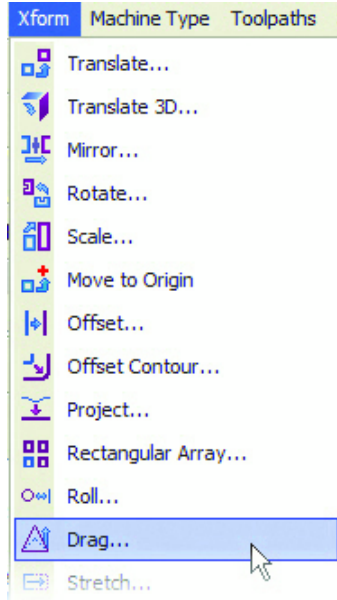 Xform Machine Type Toolpaths
Translate...
Translate 3D...
Mirror...
Rotate...
Scale...
Move to Origin
Offset...
Offset Contour...
Project...
Rectangular Array...
Roll...
Drag...
Stretch...